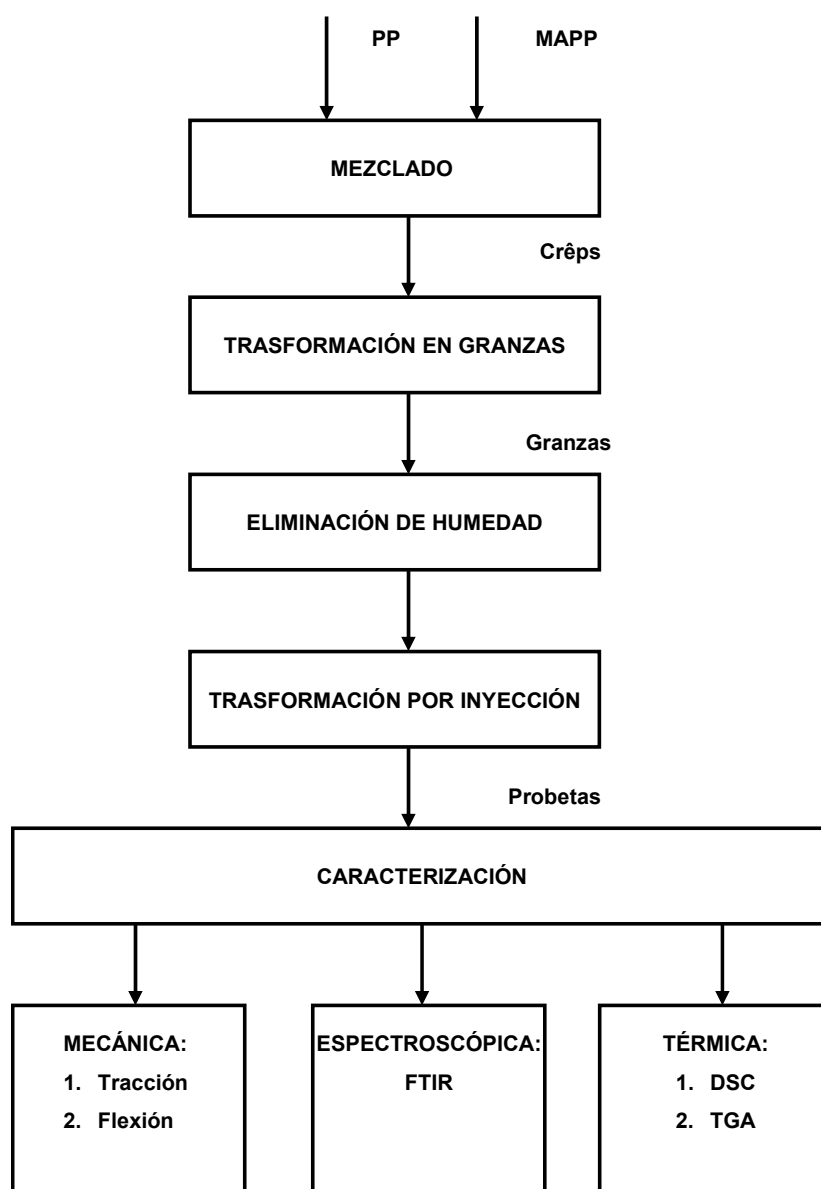 PP MAPP
MEZCLADO
Crêps
TRASFORMACIÓN EN GRANZAS
Granzas
ELIMINACIÓN DE HUMEDAD
TRASFORMACIÓN POR INYECCIÓN
Probetas
CARACTERIZACIÓN
MECÁNICA:
1. Tracción
2. Flexión
ESPECTROSCÓPICA:
FTIR
TÉRMICA:
1. DSC
2. TGA